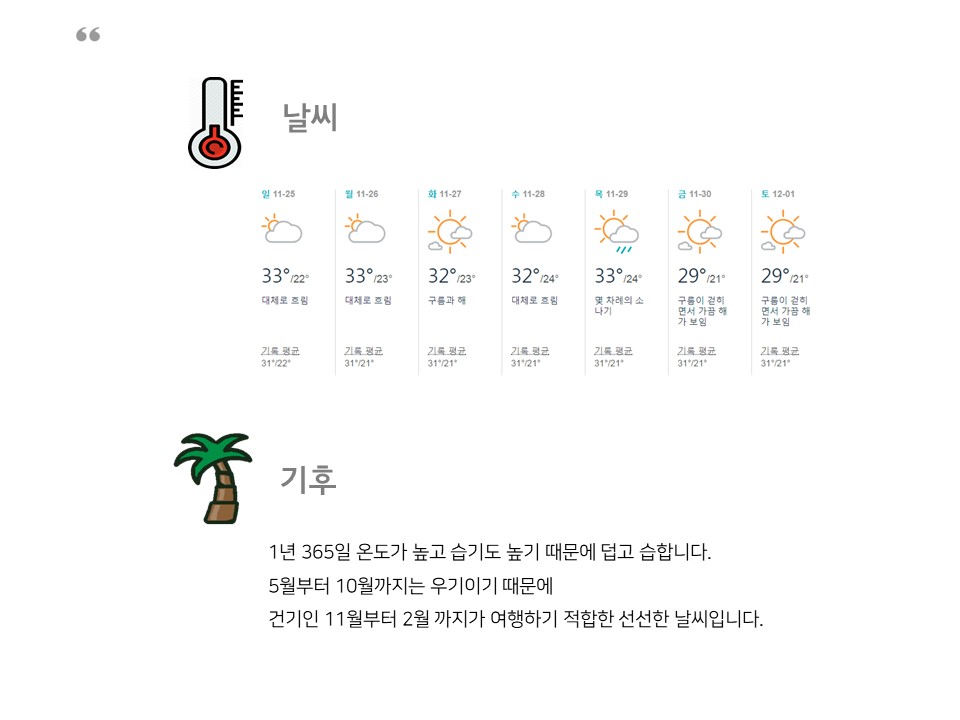 “
날씨
일 11-25
33°/22°
대체로 흐림
기록 평균
31°/22°
월 11-26
33°/23°
대체로 흐림
기록 평균
31°/21°
화 11-27
32°/23°
구름과 해
기록 평균
31°/21°
수 11-28
32°/24°
대체로 흐림
기록 평균
31°/21°
목 11-29
33°/24°
몇 차례의 소
나기
기록 평균
31°/21°
금 11-30
29°/21°
구름이 걷히
면서 가끔 해
가 보임
기록 평균
31°/21°
토 12-01
29°/21°
구름이 걷히
면서 가끔 해
가 보임
기록 평균
31°/21°
기후
1년 365일 온도가 높고 습기도 높기 때문에 덥고 습합니다.
5월부터 10월까지는 우기이기 때문에
건기인 11월부터 2월 까지가 여행하기 적합한 선선한 날씨입니다.